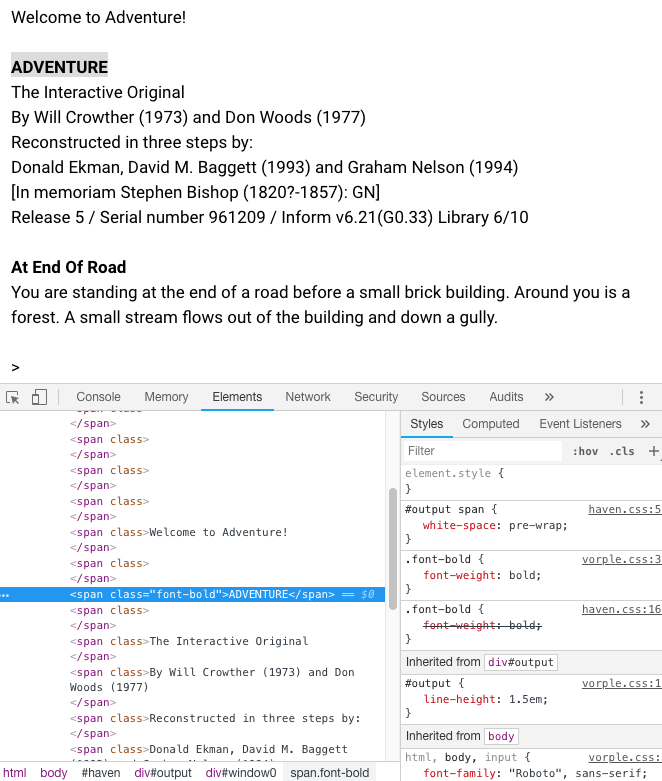 Welcome to Adventure!
ADVENTURE
The Interactive Original
By Will Crowther (1973) and Don Woods (1977)
Reconstructed in three steps by:
Donald Ekman, David M. Baggett (1993) and Graham Nelson (1994)
[In memoriam Stephen Bishop (1820?-1857): GN]
Release 5 / Serial number 961209 / Inform v6.21(G0.33) Library 6/10
At End Of Road
You are standing at the end of a road before a small brick building. Around you is a
forest. A small stream flows out of the building and down a gully.
>
Console Memory Elements Network Security Sources Audits »
</span>
<span class>
</span>
<span class>
</span>
<span class>
</span>
<span class>Welcome to Adventure!
</span>
<span class>
</span>
<span class="font-bold">ADVENTURE</span> == $0
<span class>
</span>
<span class>The Interactive Original
</span>
<span class>By Will Crowther (1973) and Don
Woods (1977)
</span>
<span class>Reconstructed in three steps by:
</span>
<span class>Donald Ekman, David M. Baggett
html body #haven div#output div#window0 span.font-bold
Styles Computed Event Listeners »
Filter :hov .cls +
element.style {
}
#output span { haven.css:5
white-space: pre-wrap;
}
.font-bold { vorple.css:3
font-weight: bold;
}
.font-bold { haven.css:16
font-weight: bold;
}
Inherited from div#output
#output { vorple.css:1
line-height: 1.5em;
}
Inherited from body
html, body, input { vorple.css:
font-family: "Roboto", sans-serif;